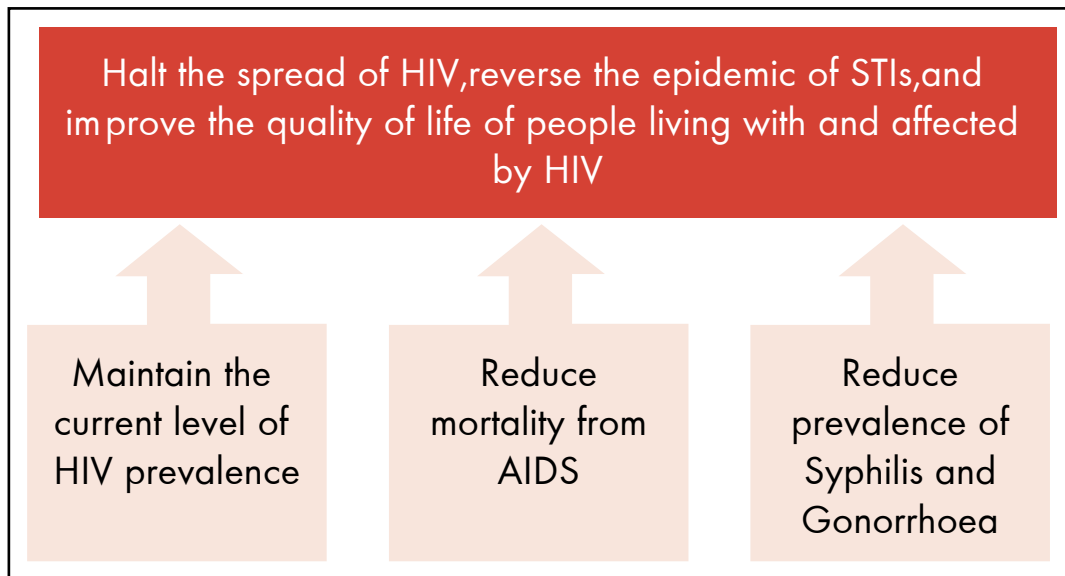 Halt the spread of HIV,reverse the epidemic of STIs,and
improve the quality of life of people living with and affected
by HIV
Maintain the
current level of
HIV prevalence
Reduce
mortality from
AIDS
Reduce
prevalence of
Syphilis and
Gonorrhoea